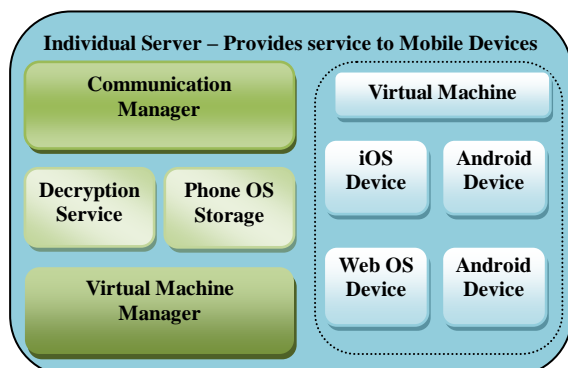 Individual Server – Provides service to Mobile Devices
Communication
Manager
Decryption
Service
Phone OS
Storage
Virtual Machine
Manager
Virtual Machine
iOS
Device
Android
Device
Web OS
Device
Android
Device